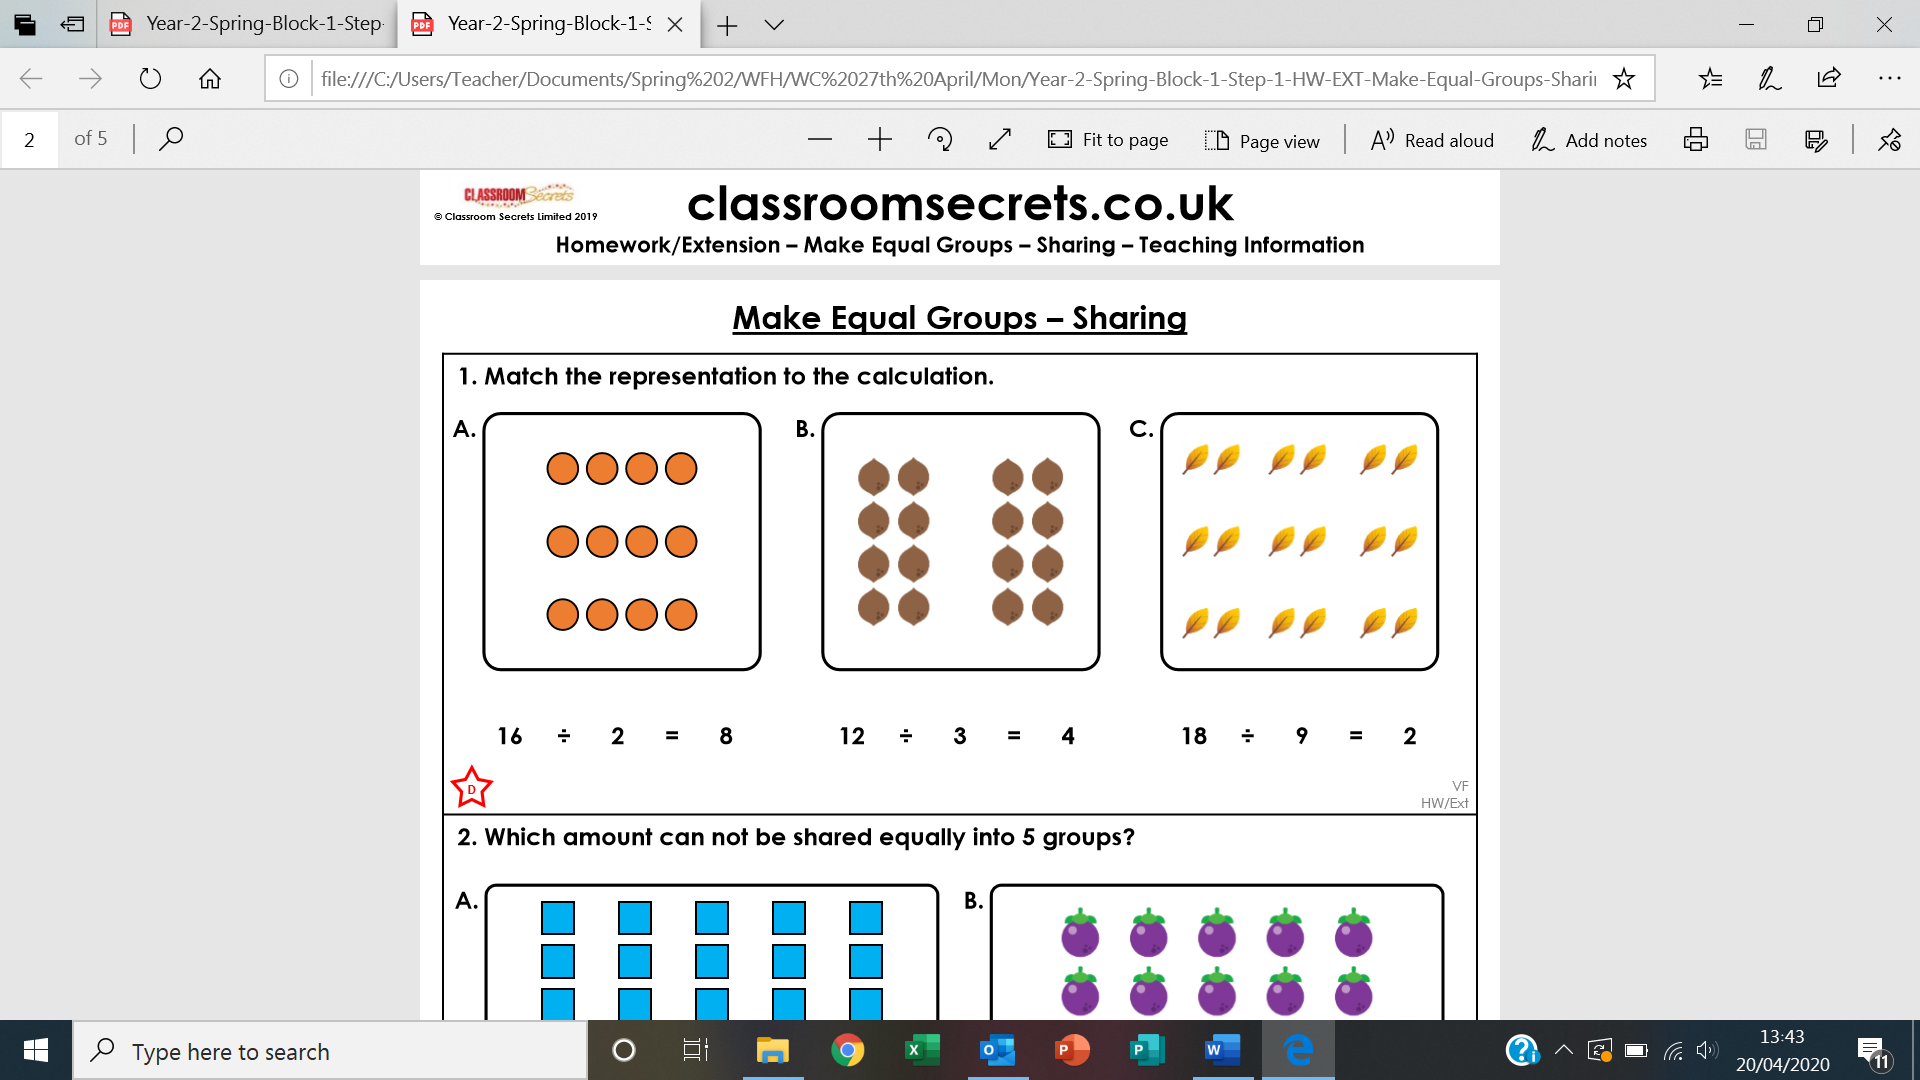 Year-2-Spring-Block-1-Step-
Year-2-Spring-Block-1-S
file:///C:/Users/Teacher/Documents/Spring%202/WFH/WC%2027th%20April/Mon/Year-2-Spring-Block-1-Step-1-HW-EXT-Make-Equal-Groups-Sharin
2 of 5
Fit to page
Page view
Read aloud
Add notes
CLASSROOM Secrets
© Classroom Secrets Limited 2019
classroomsecrets.co.uk
Homework/Extension – Make Equal Groups – Sharing – Teaching Information
Make Equal Groups – Sharing
1. Match the representation to the calculation.
A. B. C.
16 ÷ 2 = 8
12 ÷ 3 = 4
18 ÷ 9 = 2
D
VF
HW/Ext
2. Which amount can not be shared equally into 5 groups?
A. B.
Type here to search
13:43
20/04/2020
11